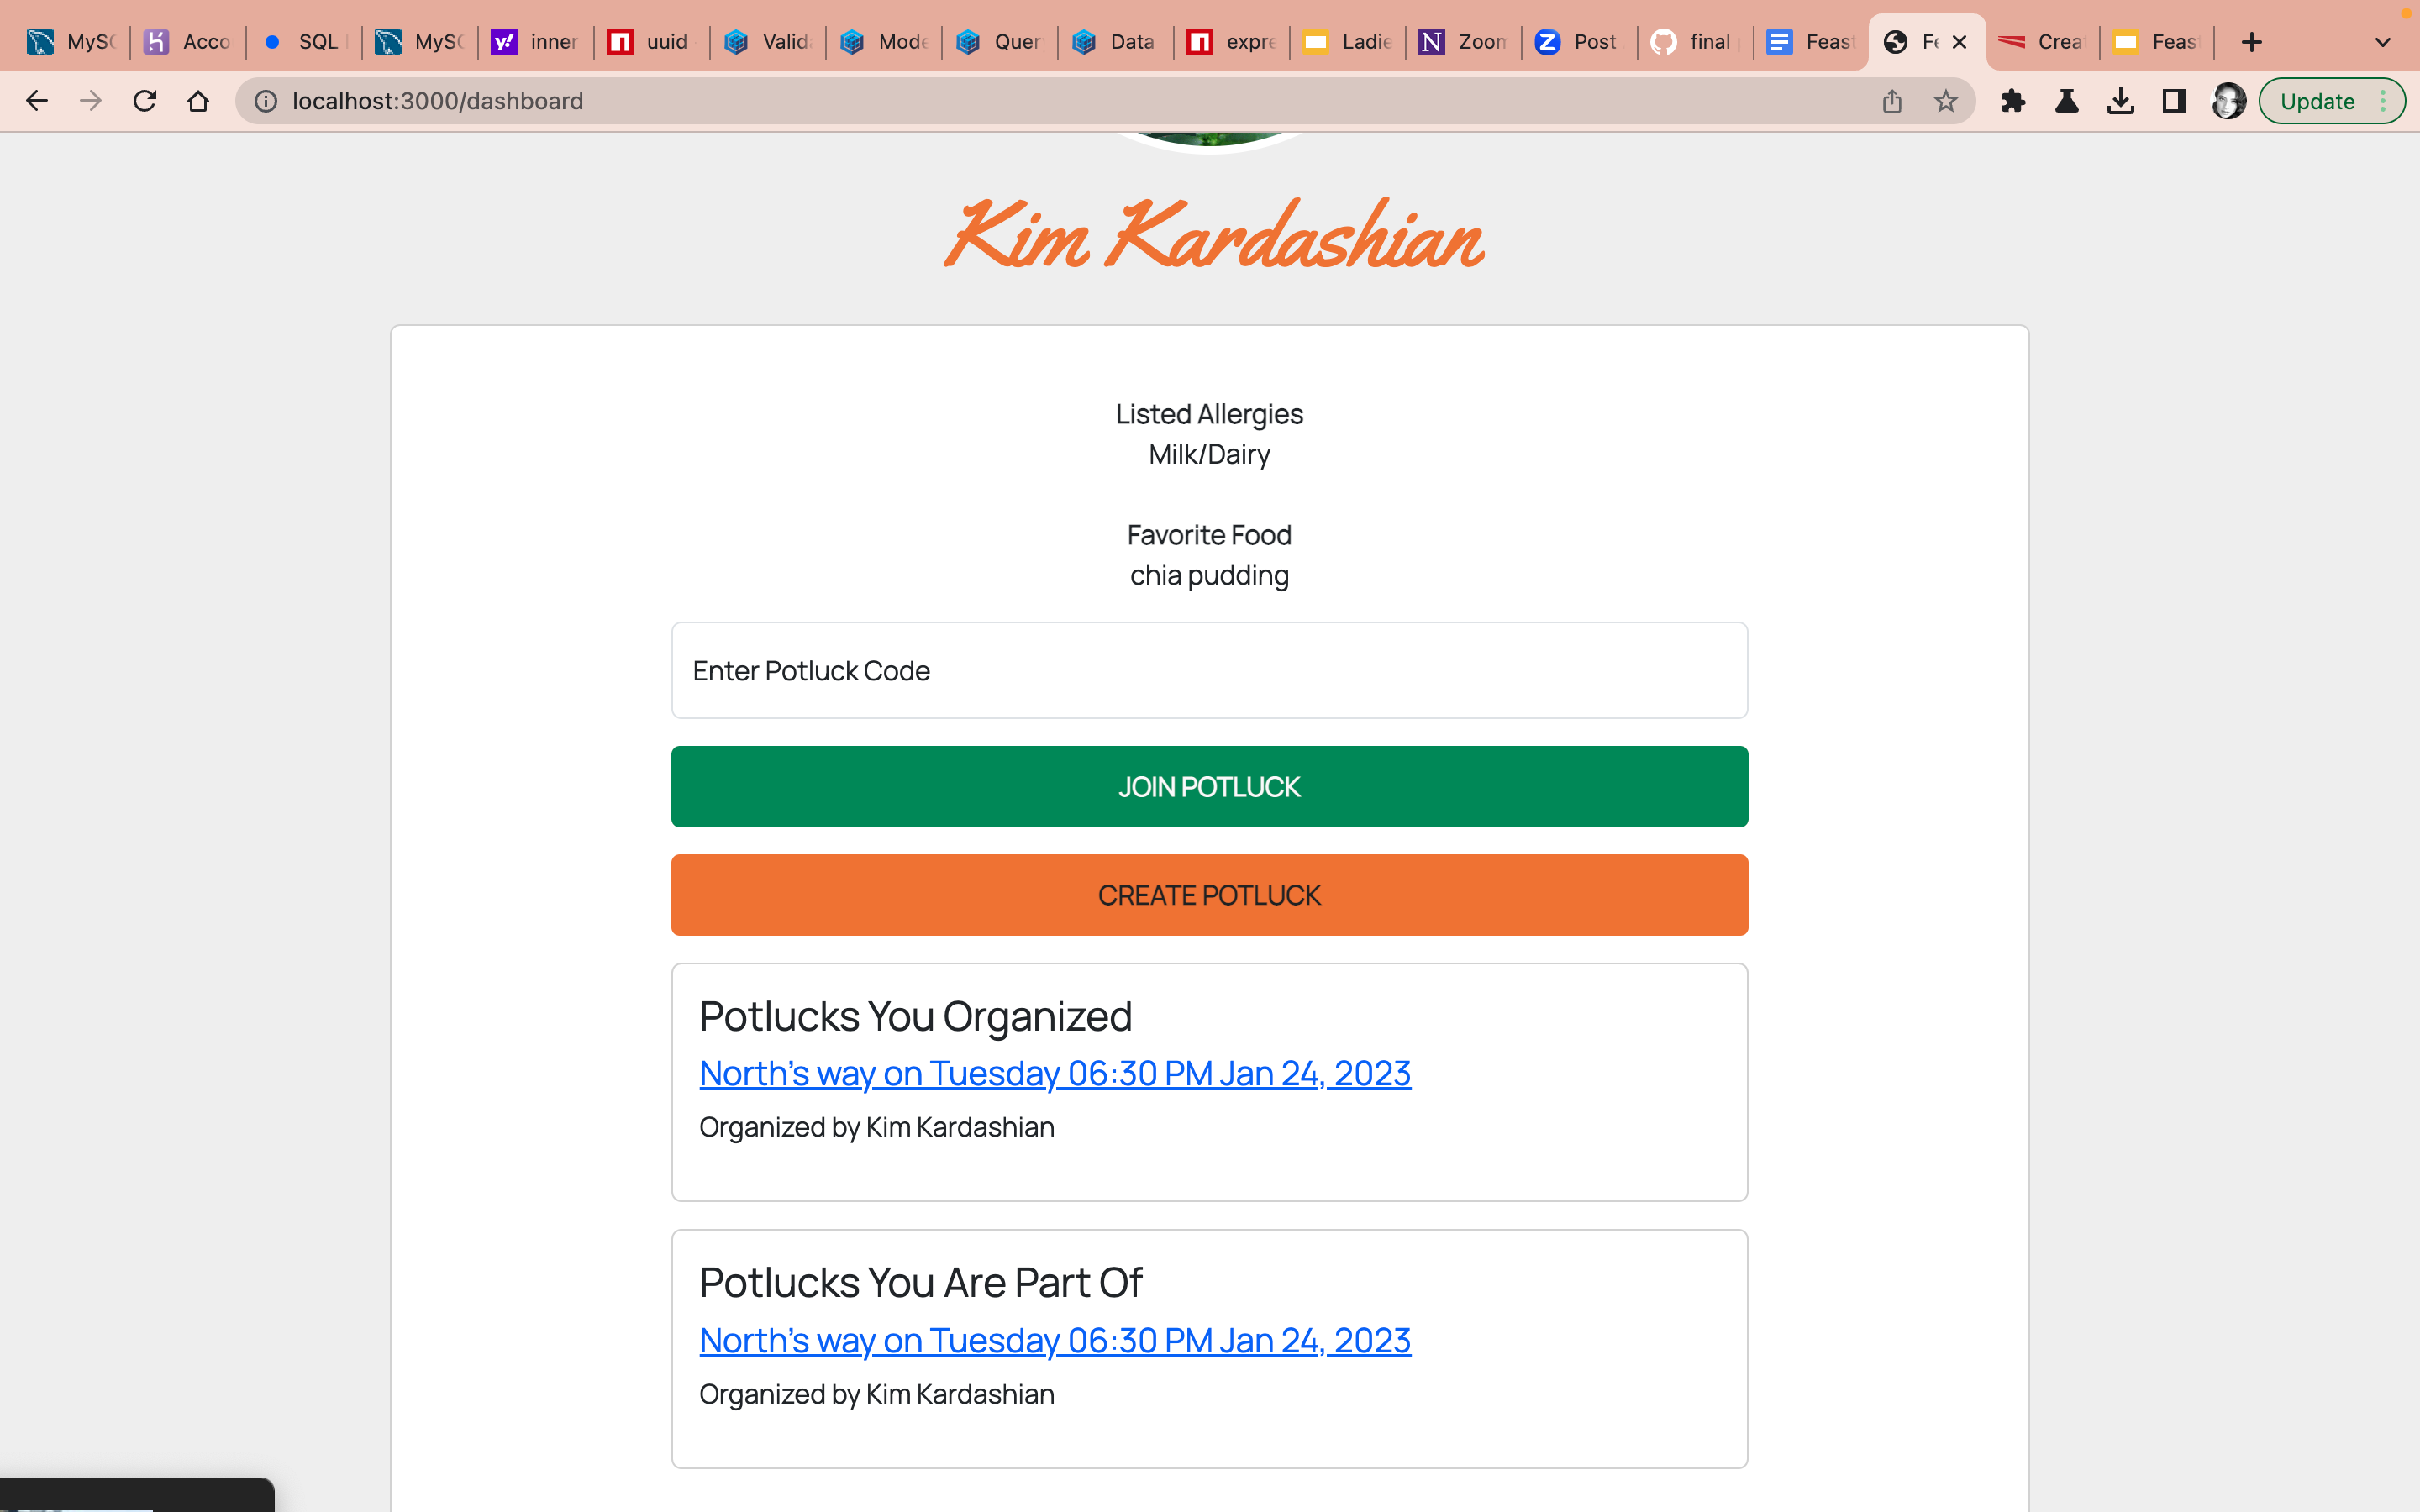 MySC
Acco
SQL
MySC
inner
uuid
Valid
Mode
Quer
Data
expre
Ladie
Zoom
Post
final
Feast
Fe
Crea
Feas
localhost:3000/dashboard
Update
Kim Kardashian
Listed Allergies
Milk/Dairy
Favorite Food
chia pudding
Enter Potluck Code
JOIN POTLUCK
CREATE POTLUCK
Potlucks You Organized
North's way on Tuesday 06:30 PM Jan 24, 2023
Organized by Kim Kardashian
Potlucks You Are Part Of
North's way on Tuesday 06:30 PM Jan 24, 2023
Organized by Kim Kardashian